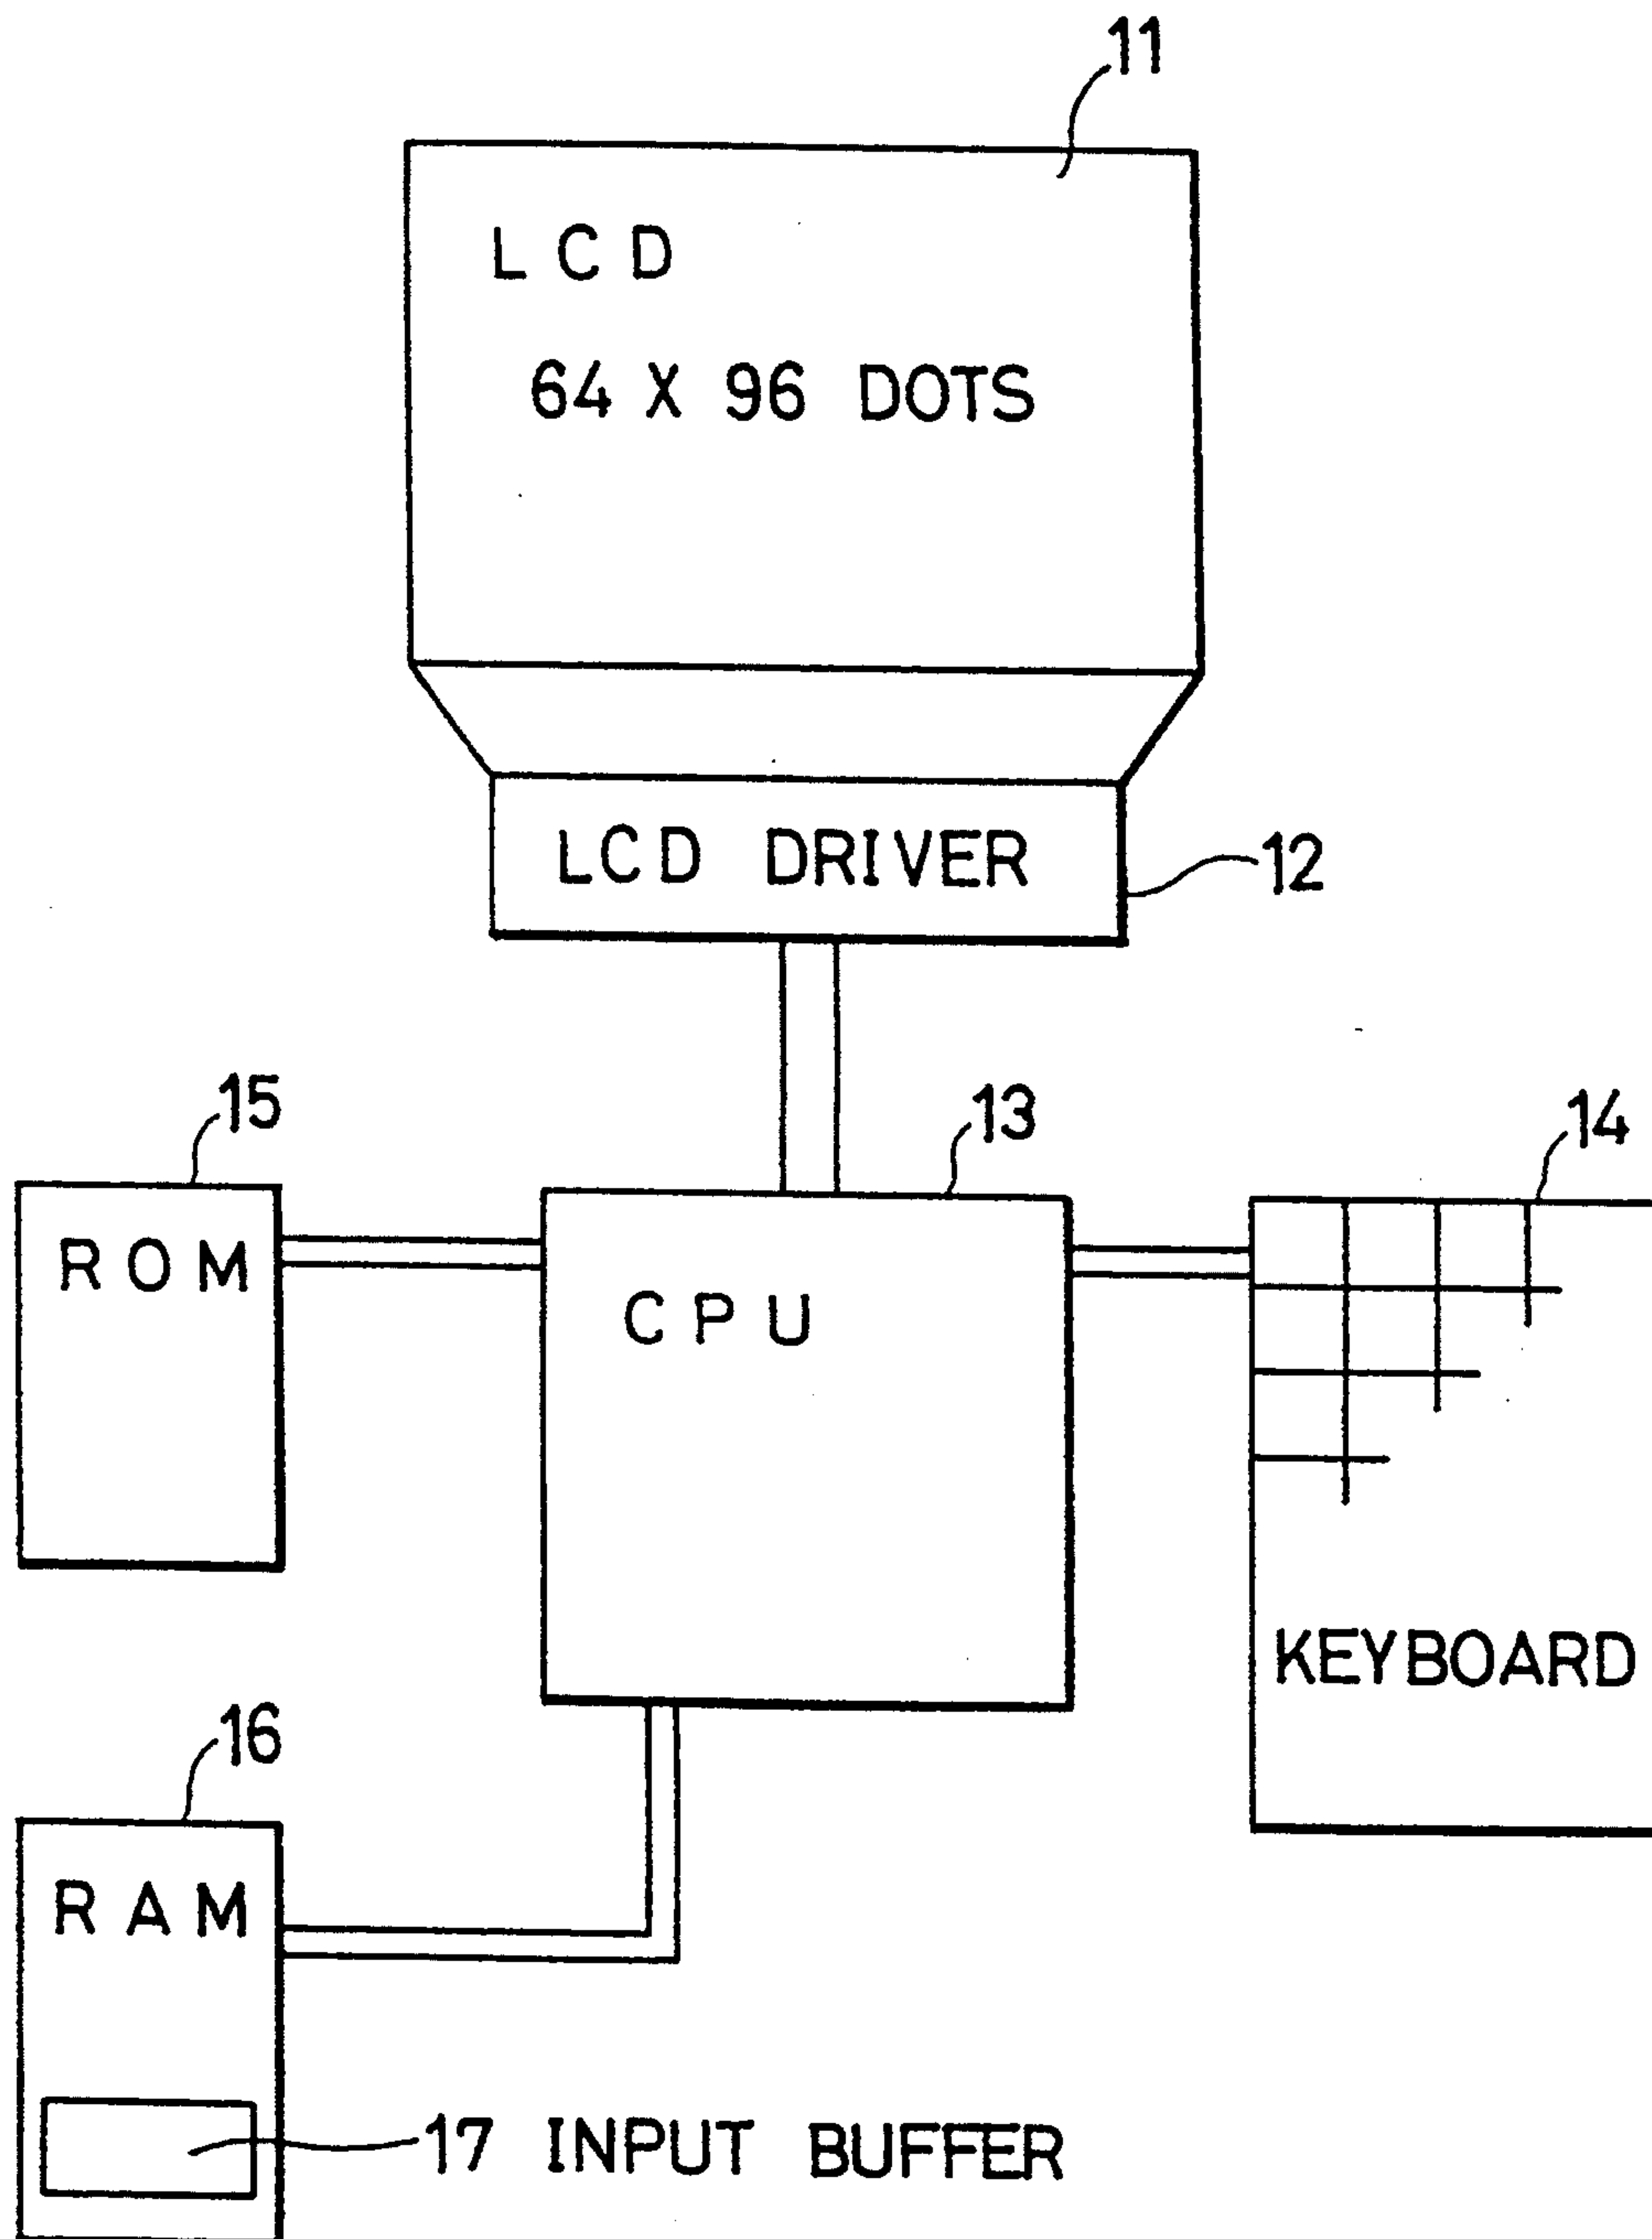 11
LCD
64 X 96 DOTS
LCD DRIVER
12
15
13
14
ROM
CPU
KEYBOARD
16
RAM
17 INPUT BUFFER